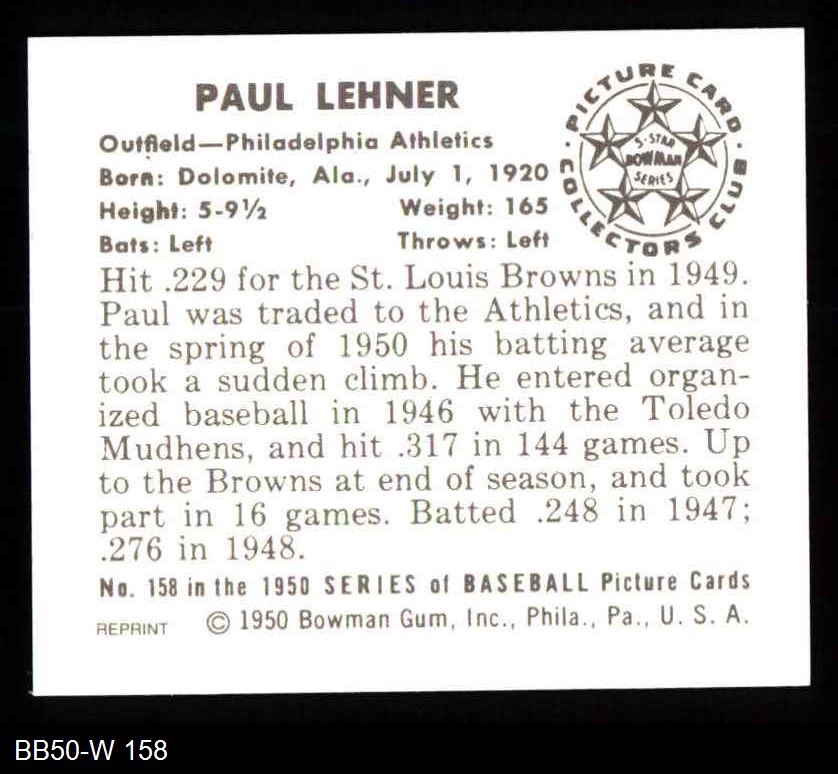 PAUL LEHNER
Outfield—Philadelphia Athletics
Born: Dolomite, Ala., July 1, 1920
Height: 5-9½ Weight: 165
Bats: Left Throws: Left
PICTURE CARD
COLLECTORS CLUB
5-STAR
BOWMAN
SERIES
Hit .229 for the St. Louis Browns in 1949.
Paul was traded to the Athletics, and in
the spring of 1950 his batting average
took a sudden climb. He entered organ-
ized baseball in 1946 with the Toledo
Mudhens, and hit .317 in 144 games. Up
to the Browns at end of season, and took
part in 16 games. Batted .248 in 1947;
.276 in 1948.
No. 158 in the 1950 SERIES of BASEBALL Picture Cards
REPRINT © 1950 Bowman Gum, Inc., Phila., Pa., U. S. A.
BB50-W 158